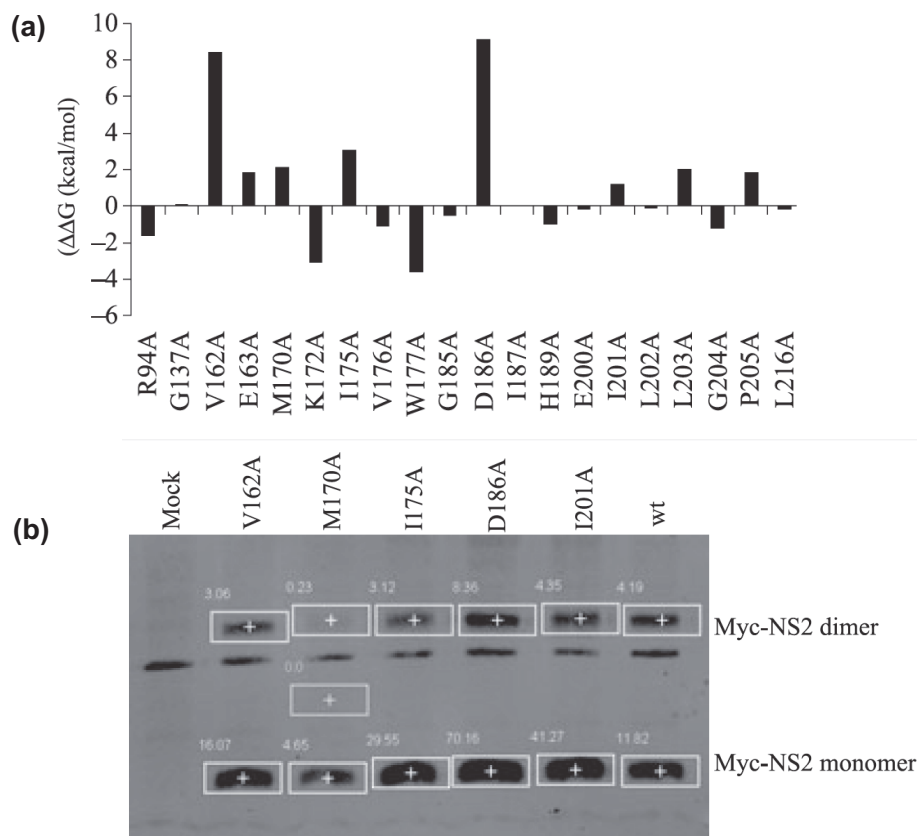 (a)
(ΔΔG (kcal/mol)
10
8
6
4
2
0
–2
–4
–6
R94A
G137A
V162A
E163A
M170A
K172A
I175A
V176A
W177A
G185A
D186A
I187A
H189A
E200A
I201A
L202A
L203A
G204A
P205A
L216A
(b)
Mock
V162A
M170A
I175A
D186A
I201A
wt
3.06 0.23 3.12 8.36 4.35 4.19
Myc-NS2 dimer
0.0
16.07 4.65 29.55 70.16 41.27 11.82
Myc-NS2 monomer